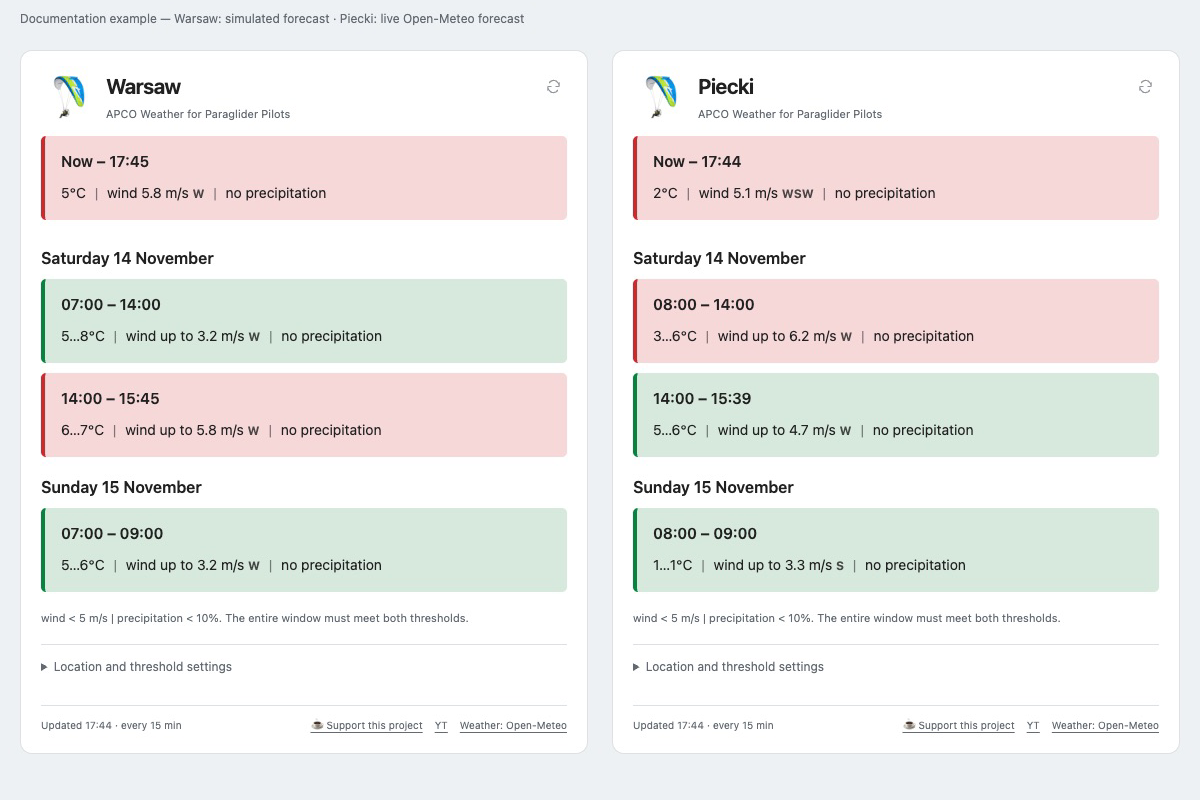 Documentation example — Warsaw: simulated forecast · Piecki: live Open-Meteo forecast
Warsaw
APCO Weather for Paraglider Pilots
Now – 17:45
5°C | wind 5.8 m/s W | no precipitation
Saturday 14 November
07:00 – 14:00
5…8°C | wind up to 3.2 m/s W | no precipitation
14:00 – 15:45
6…7°C | wind up to 5.8 m/s W | no precipitation
Sunday 15 November
07:00 – 09:00
5…6°C | wind up to 3.2 m/s W | no precipitation
wind < 5 m/s | precipitation < 10%. The entire window must meet both thresholds.
Location and threshold settings
Updated 17:44 · every 15 min
☕ Support this project YT Weather: Open-Meteo
Piecki
APCO Weather for Paraglider Pilots
Now – 17:44
2°C | wind 5.1 m/s WSW | no precipitation
Saturday 14 November
08:00 – 14:00
3…6°C | wind up to 6.2 m/s W | no precipitation
14:00 – 15:39
5…6°C | wind up to 4.7 m/s W | no precipitation
Sunday 15 November
08:00 – 09:00
1…1°C | wind up to 3.3 m/s S | no precipitation
wind < 5 m/s | precipitation < 10%. The entire window must meet both thresholds.
Location and threshold settings
Updated 17:44 · every 15 min
☕ Support this project YT Weather: Open-Meteo